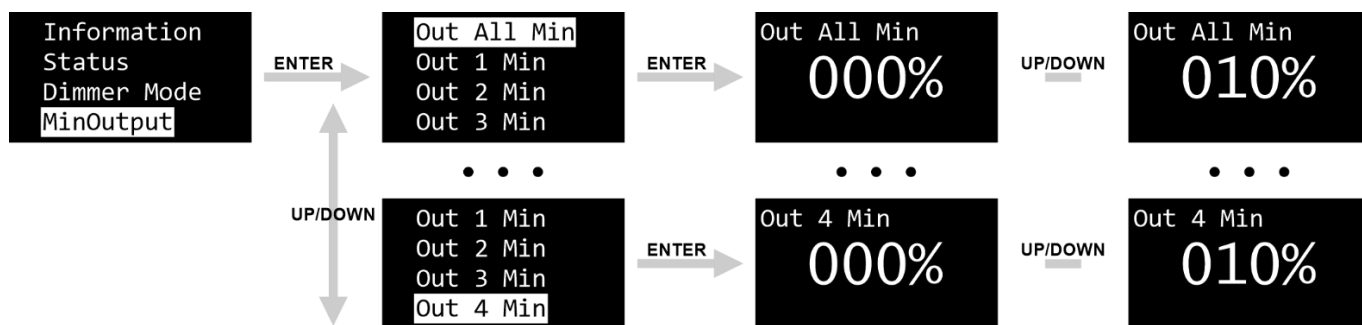 Information
Status
Dimmer Mode
MinOutput
ENTER
Out All Min
Out 1 Min
Out 2 Min
Out 3 Min
ENTER
Out All Min
000%
UP/DOWN
Out All Min
010%
UP/DOWN
Out 1 Min
Out 2 Min
Out 3 Min
Out 4 Min
ENTER
Out 4 Min
000%
UP/DOWN
Out 4 Min
010%